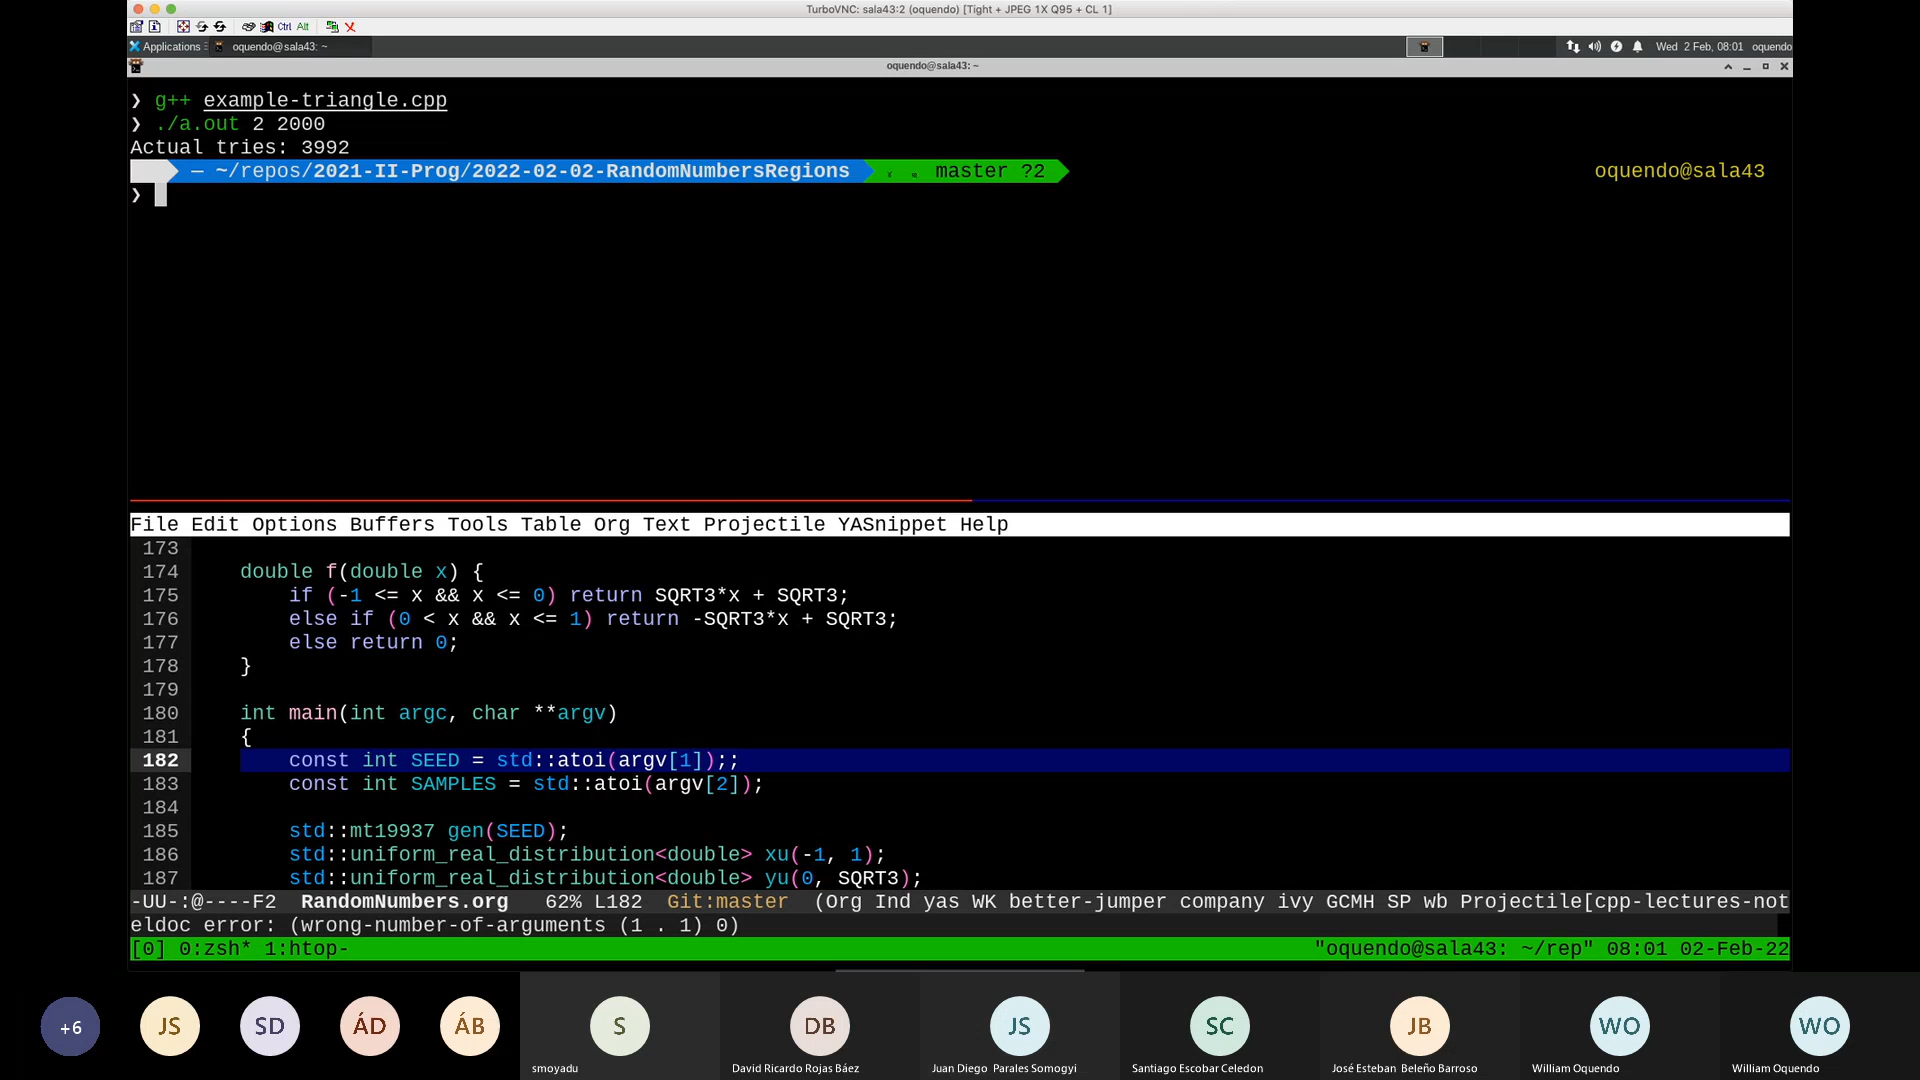 TurboVNC: sala43:2 (oquendo) [Tight + JPEG 1X Q95 + CL 1]
Ctrl Alt
Applications oquendo@sala43: ~ Wed 2 Feb, 08:01 oquendo
oquendo@sala43: ~
❯ g++ example-triangle.cpp
❯ ./a.out 2 2000
Actual tries: 3992
— ~/repos/2021-II-Prog/2022-02-02-RandomNumbersRegions master ?2 oquendo@sala43
❯
File Edit Options Buffers Tools Table Org Text Projectile YASnippet Help
173
174 double f(double x) {
175 if (-1 <= x && x <= 0) return SQRT3*x + SQRT3;
176 else if (0 < x && x <= 1) return -SQRT3*x + SQRT3;
177 else return 0;
178 }
179
180 int main(int argc, char **argv)
181 {
182 const int SEED = std::atoi(argv[1]);;
183 const int SAMPLES = std::atoi(argv[2]);
184
185 std::mt19937 gen(SEED);
186 std::uniform_real_distribution<double> xu(-1, 1);
187 std::uniform_real_distribution<double> yu(0, SQRT3);
-UU-:@----F2 RandomNumbers.org 62% L182 Git:master (Org Ind yas WK better-jumper company ivy GCMH SP wb Projectile[cpp-lectures-not
eldoc error: (wrong-number-of-arguments (1 . 1) 0)
[0] 0:zsh* 1:htop- "oquendo@sala43: ~/rep" 08:01 02-Feb-22
+6 JS SD ÁD ÁB S DB JS SC JB WO WO
smoyadu David Ricardo Rojas Báez Juan Diego Parales Somogyi Santiago Escobar Celedon José Esteban Beleño Barroso William Oquendo William Oquendo